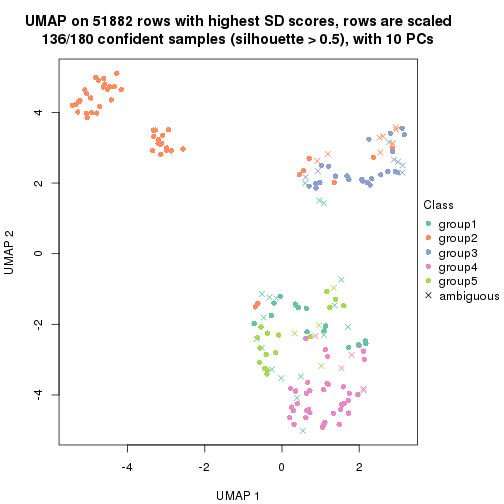 UMAP on 51882 rows with highest SD scores, rows are scaled
136/180 confident samples (silhouette > 0.5), with 10 PCs
4
2
0
-2
-4
UMAP 2
-4
-2
0
2
UMAP 1
Class
group1
group2
group3
group4
group5
ambiguous